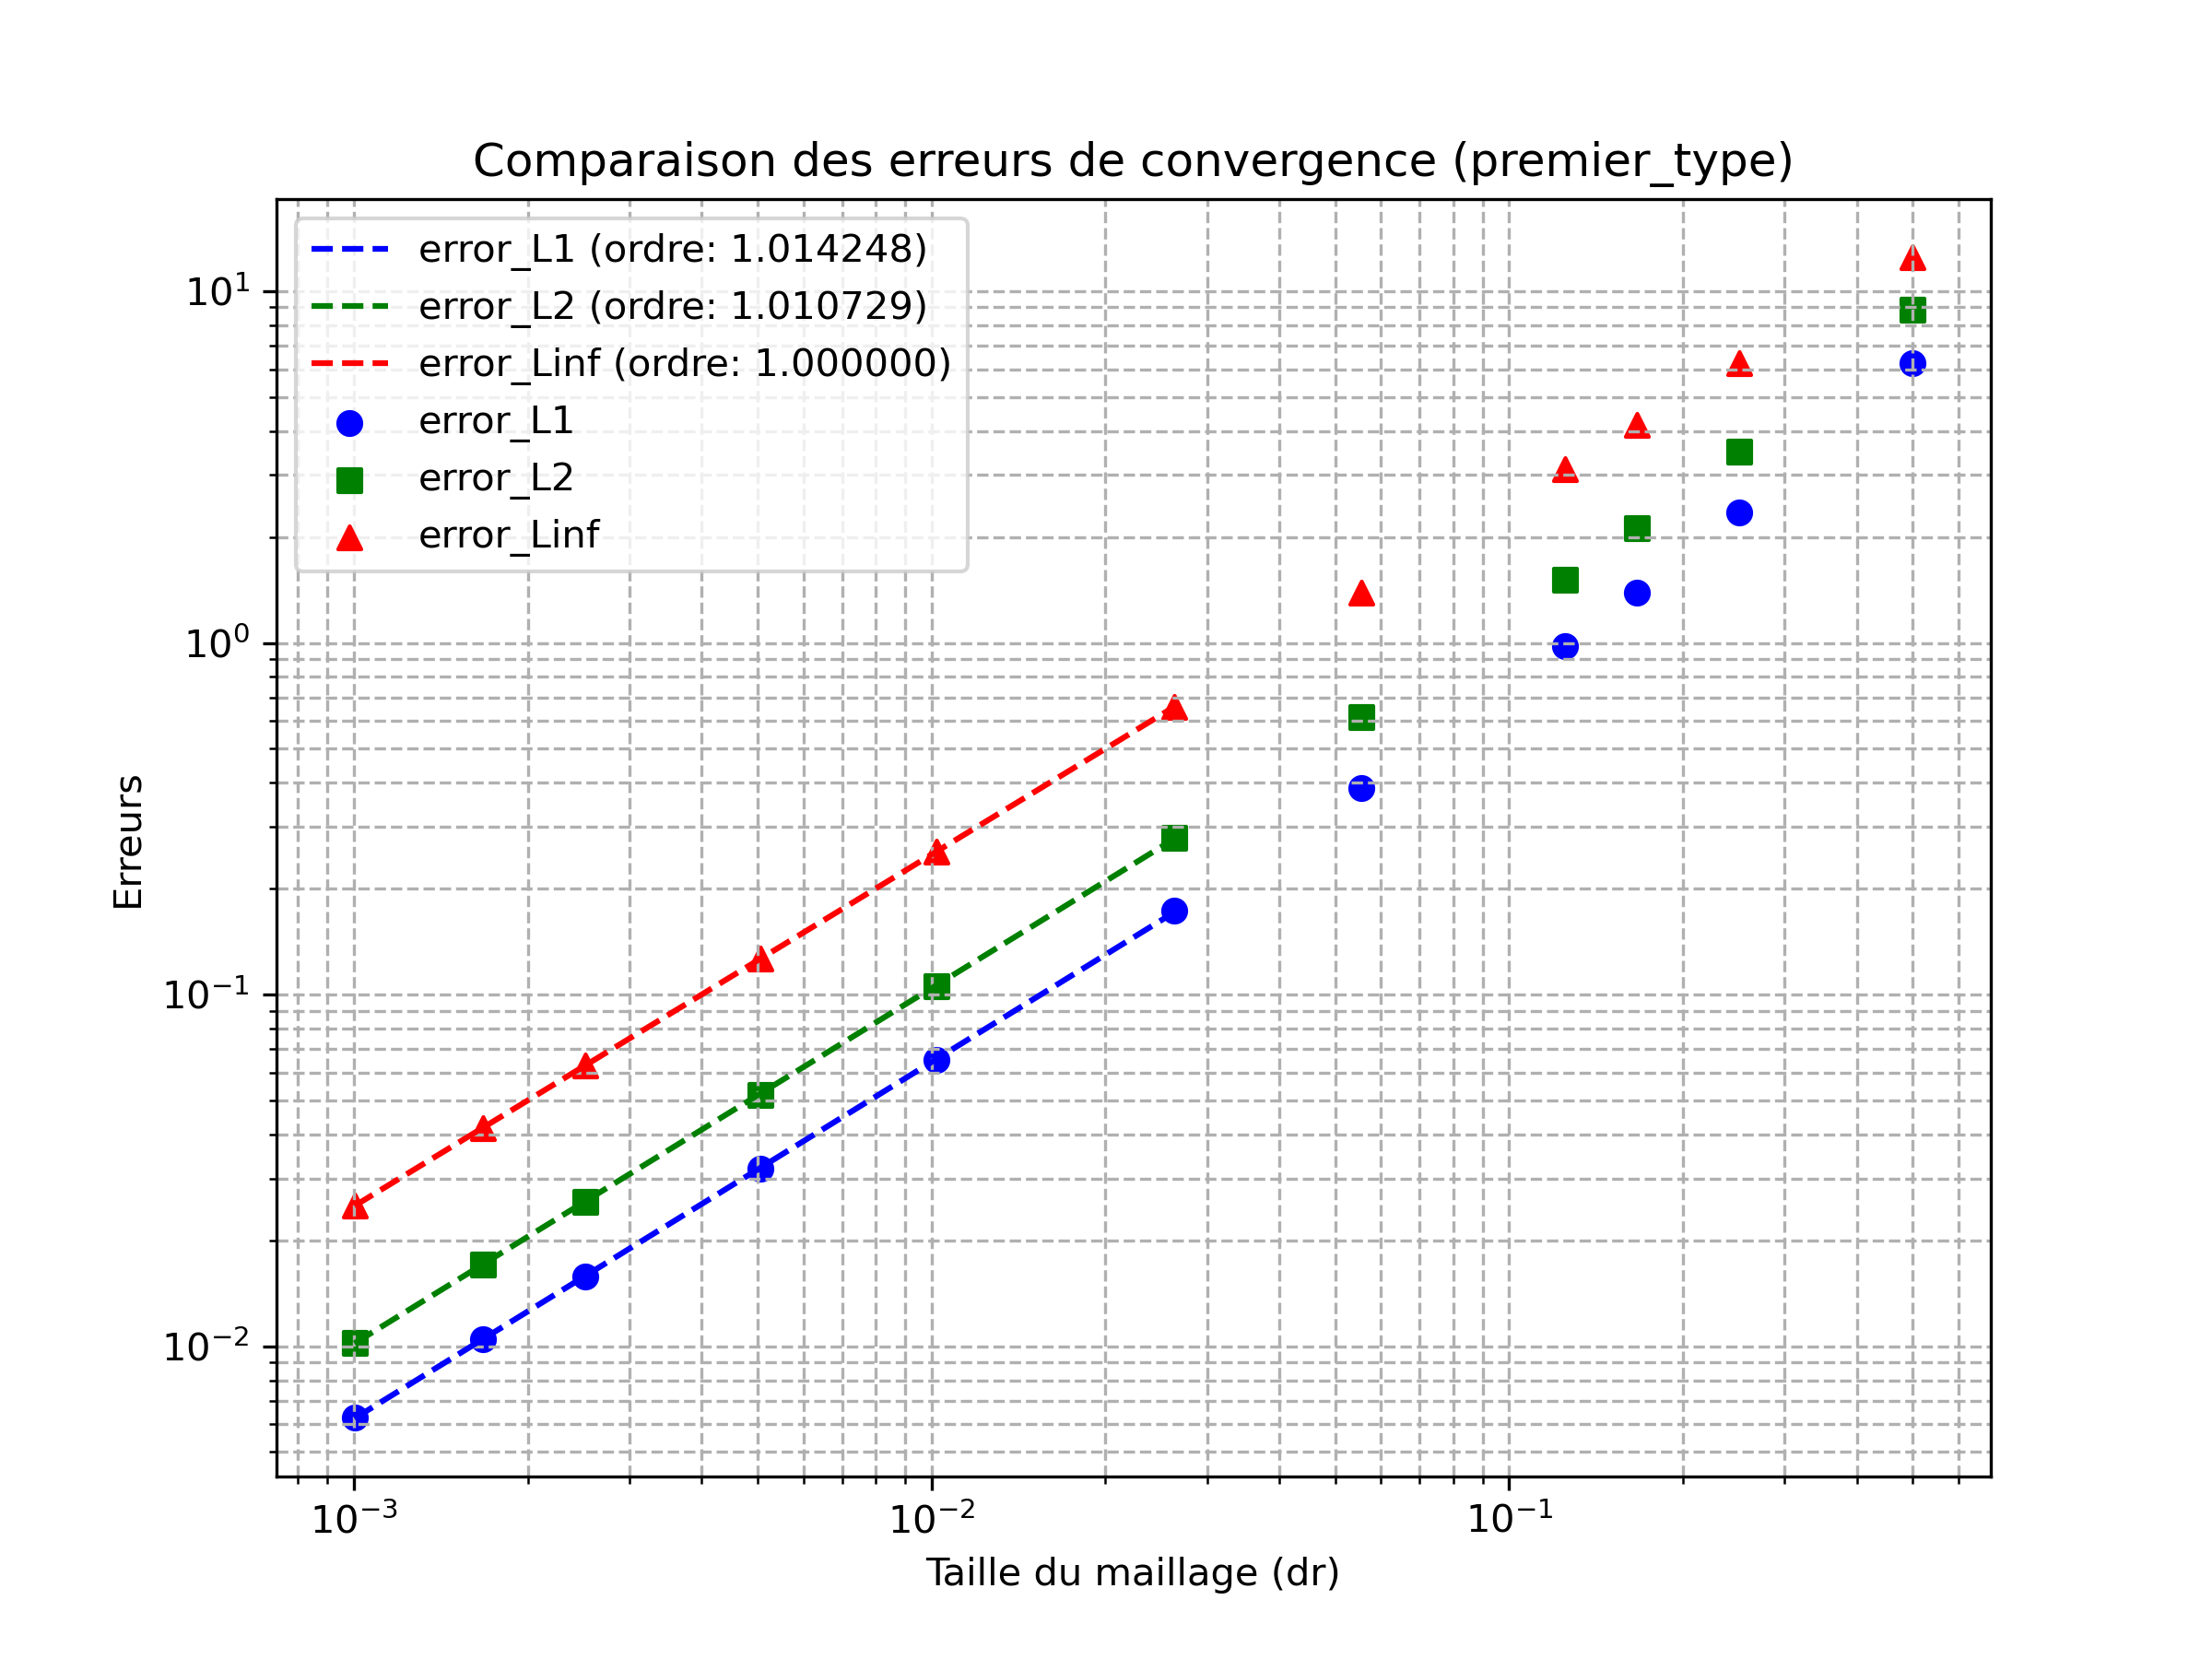 Comparaison des erreurs de convergence (premier_type)
error_L1 (ordre: 1.014248)
error_L2 (ordre: 1.010729)
error_Linf (ordre: 1.000000)
error_L1
error_L2
error_Linf
10¹
10⁰
10⁻¹
10⁻²
Erreurs
10⁻³
10⁻²
10⁻¹
Taille du maillage (dr)